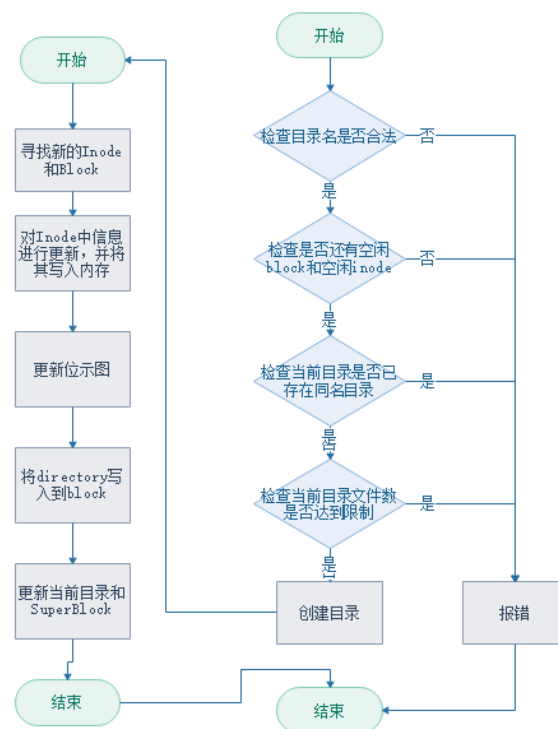 开始
寻找新的Inode
和Block
对Inode中信息
进行更新，并将
其写入内存
更新位示图
将directory写
入到block
更新当前目录和
SuperBlock
结束
开始
检查目录名是否合法
否
是
检查是否还有空闲
block和空闲inode
否
是
检查当前目录是否已
存在同名目录
是
检查当前目录文件数
是否达到限制
是
创建目录
报错
结束